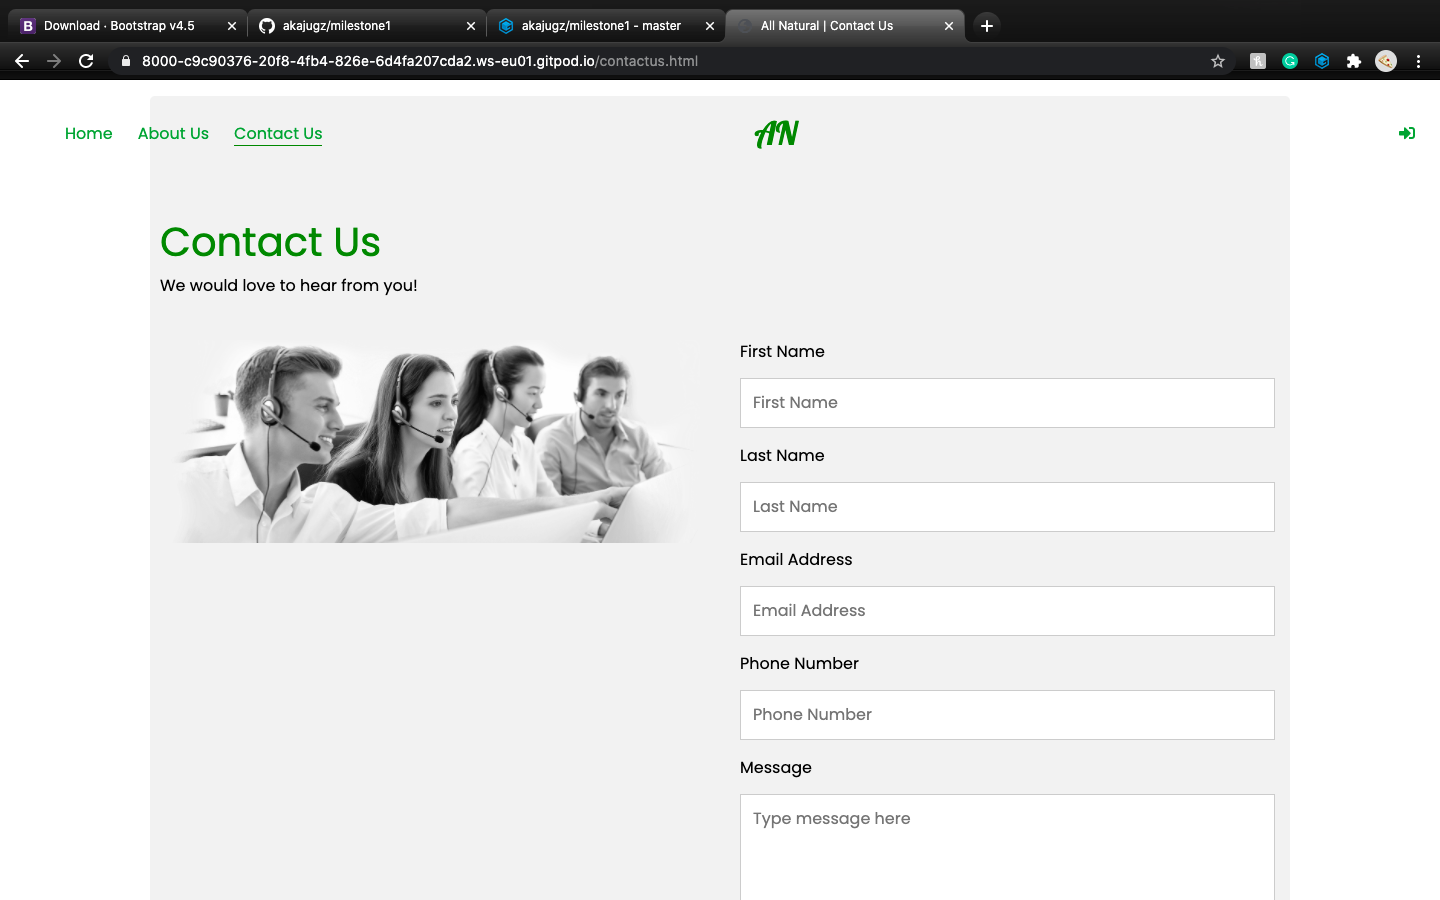 Download · Bootstrap v4.5
akajugz/milestone1
akajugz/milestone1 - master
All Natural | Contact Us
8000-c9c90376-20f8-4fb4-826e-6d4fa207cda2.ws-eu01.gitpod.io/contactus.html
Home About Us Contact Us AN
Contact Us
We would love to hear from you!
First Name
First Name
Last Name
Last Name
Email Address
Email Address
Phone Number
Phone Number
Message
Type message here